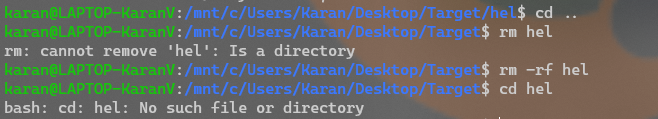 karan@LAPTOP-KaranV:/mnt/c/Users/Karan/Desktop/Target/hel$ cd ..
karan@LAPTOP-KaranV:/mnt/c/Users/Karan/Desktop/Target$ rm hel
rm: cannot remove 'hel': Is a directory
karan@LAPTOP-KaranV:/mnt/c/Users/Karan/Desktop/Target$ rm -rf hel
karan@LAPTOP-KaranV:/mnt/c/Users/Karan/Desktop/Target$ cd hel
bash: cd: hel: No such file or directory